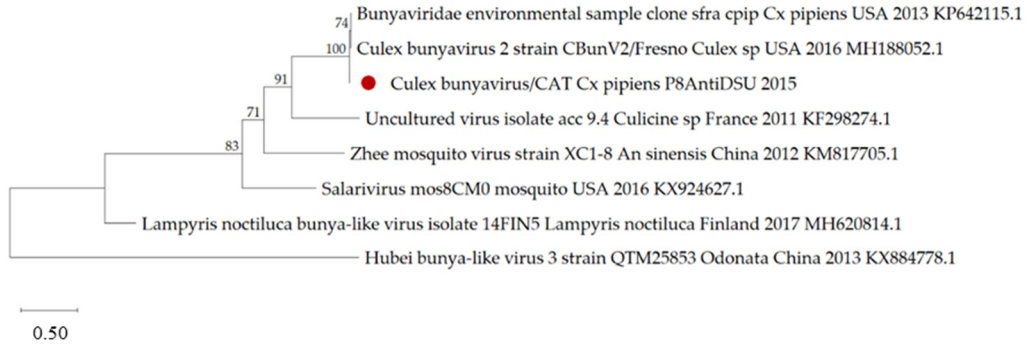 Bunyaviridae environmental sample clone sfra cpip Cx pipiens USA 2013 KP642115.1
74
100 Culex bunyavirus 2 strain CBunV2/Fresno Culex sp USA 2016 MH188052.1
Culex bunyavirus/CAT Cx pipiens P8AntiDSU 2015
91
Uncultured virus isolate acc 9.4 Culicine sp France 2011 KF298274.1
71
Zhee mosquito virus strain XC1-8 An sinensis China 2012 KM817705.1
83
Salarivirus mos8CM0 mosquito USA 2016 KX924627.1
Lampyris noctiluca bunya-like virus isolate 14FIN5 Lampyris noctiluca Finland 2017 MH620814.1
Hubei bunya-like virus 3 strain QTM25853 Odonata China 2013 KX884778.1
0.50